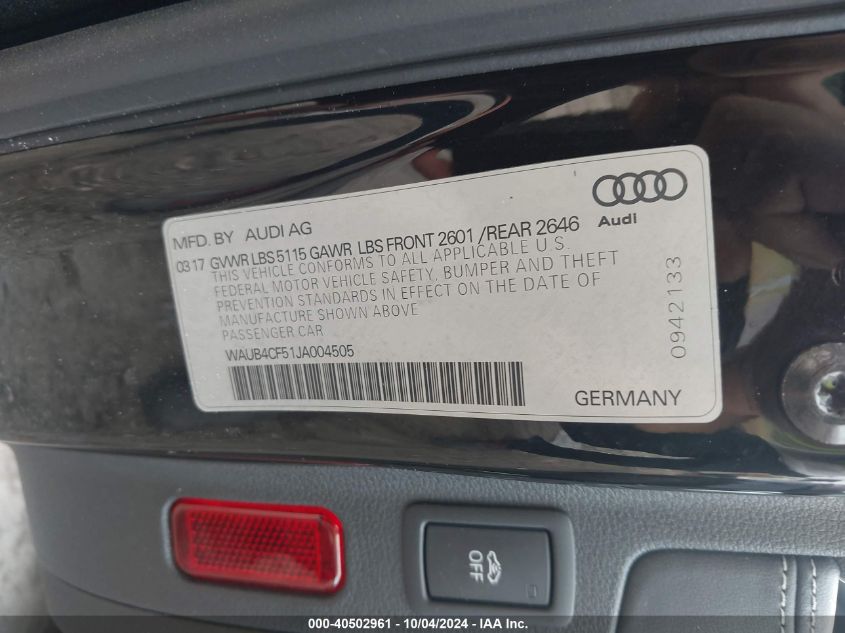 MFD. BY AUDI AG
Audi
03 17 GVWR LBS 5115 GAWR LBS FRONT 2601 /REAR 2646
THIS VEHICLE CONFORMS TO ALL APPLICABLE U.S.
FEDERAL MOTOR VEHICLE SAFETY, BUMPER AND THEFT
PREVENTION STANDARDS IN EFFECT ON THE DATE OF
MANUFACTURE SHOWN ABOVE
PASSENGER CAR
WAUB4CF51JA004505
GERMANY
0942133
OFF
000-40502961 - 10/04/2024 - IAA Inc.